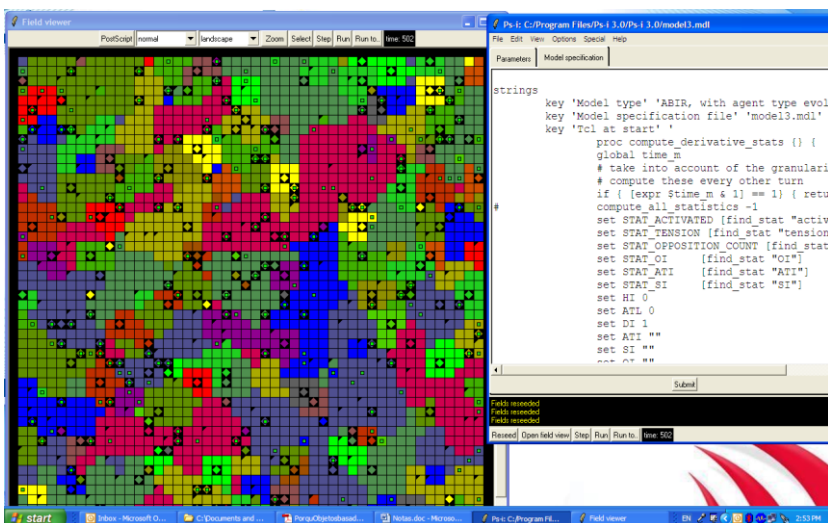 Field viewer
PostScript normal landscape Zoom Select Step Run Run to.. time: 502
Ps-i: C:/Program Files/Ps-i 3.0/Ps-i 3.0/model3.mdl
File Edit View Options Special Help
Parameters Model specification
strings
key 'Model type' 'ABIR, with agent type evol
key 'Model specification file' 'model3.mdl'
key 'Tcl at start' '
proc compute_derivative_stats {} {
global time_m
# take into account of the granulari
# compute these every other turn
if { [expr $time_m & 1] == 1} { retu
# compute_all_statistics -1
set STAT_ACTIVATED [find_stat "activ
set STAT_TENSION [find_stat "tension
set STAT_OPPOSITION_COUNT [find_stat
set STAT_OI [find_stat "OI"]
set STAT_ATI [find_stat "ATI"]
set STAT_SI [find_stat "SI"]
set HI 0
set ATL 0
set DI 1
set ATI ""
set SI ""
set OI ""
Submit
Fields reseeded
Fields reseeded
Fields reseeded
Reseed Open field view Step Run Run to.. time: 502
start Inbox - Microsoft O... C:\Documents and ... PorquObjetosbasad... Notas.doc - Microso... Ps-i: C:/Program Fil... Field viewer EN 2:53 PM